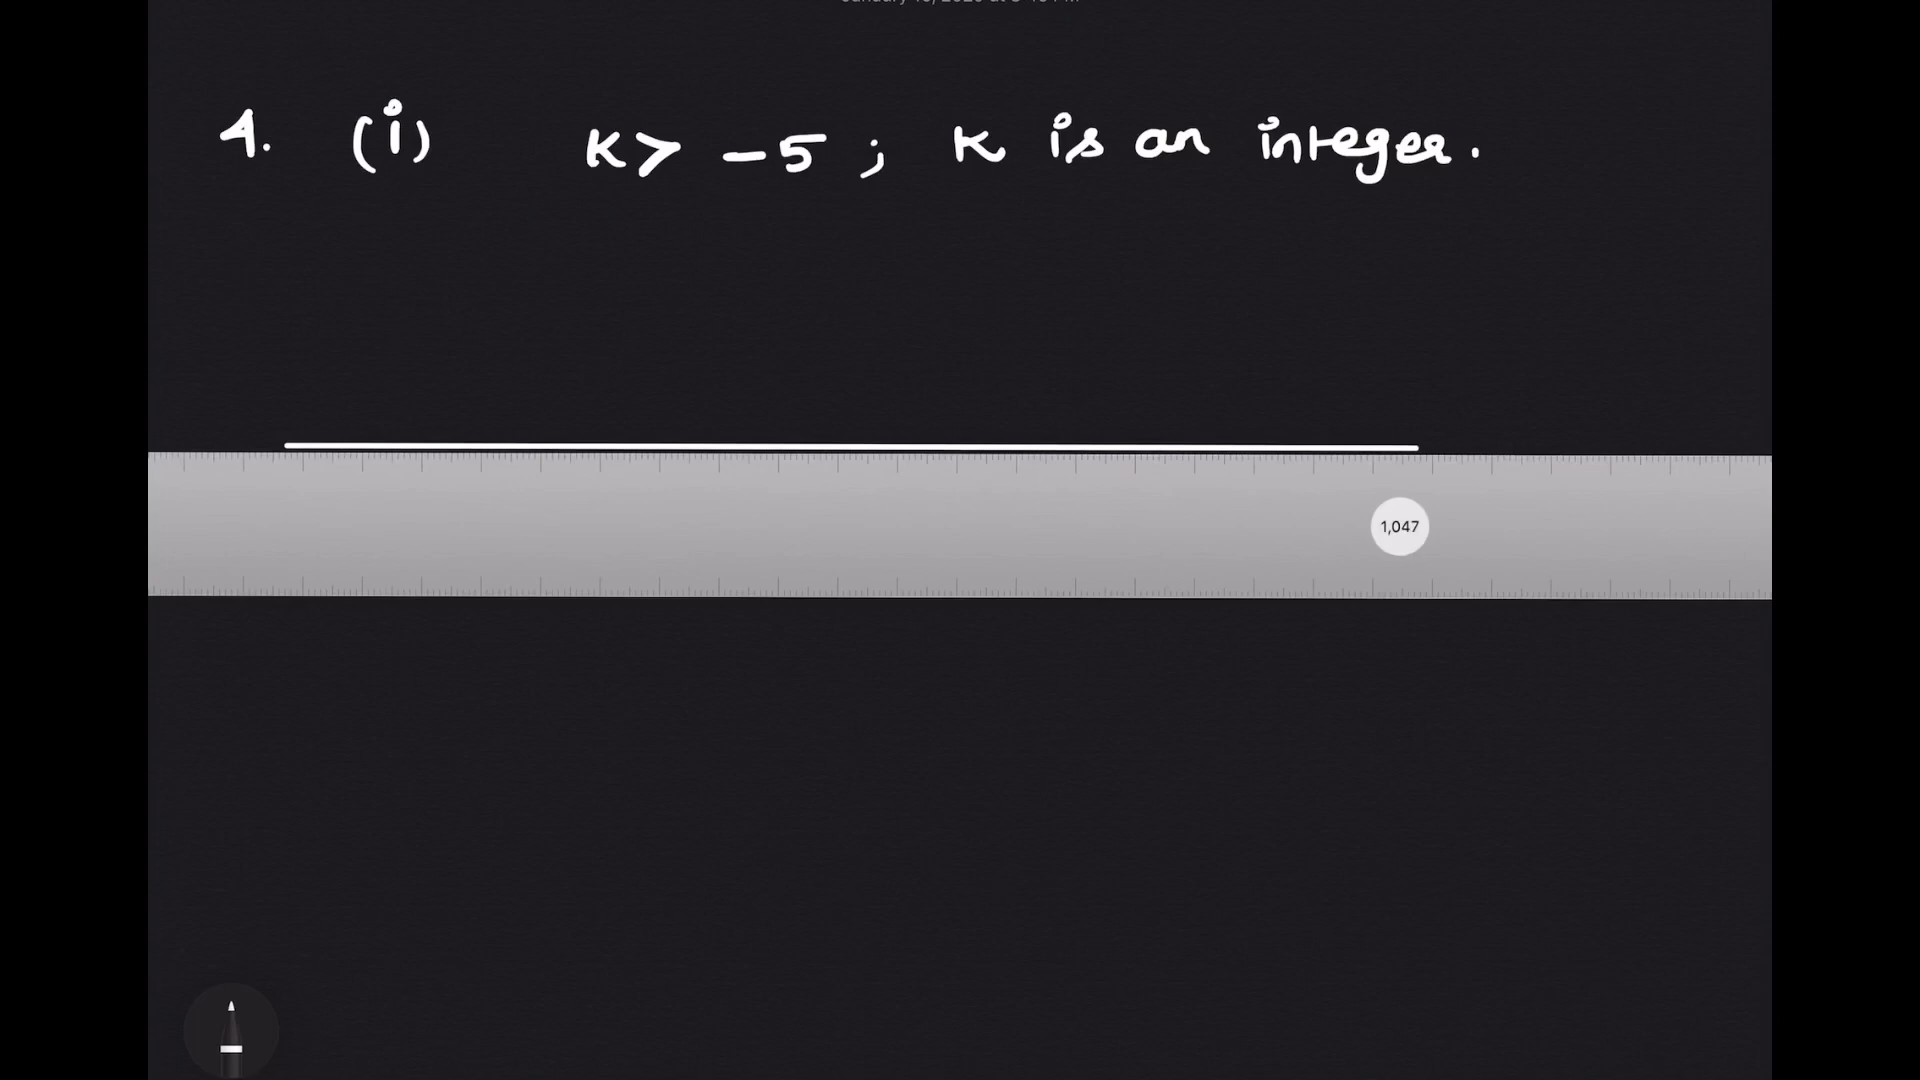 4. (i) K > -5 ; K is an integer.
1,047